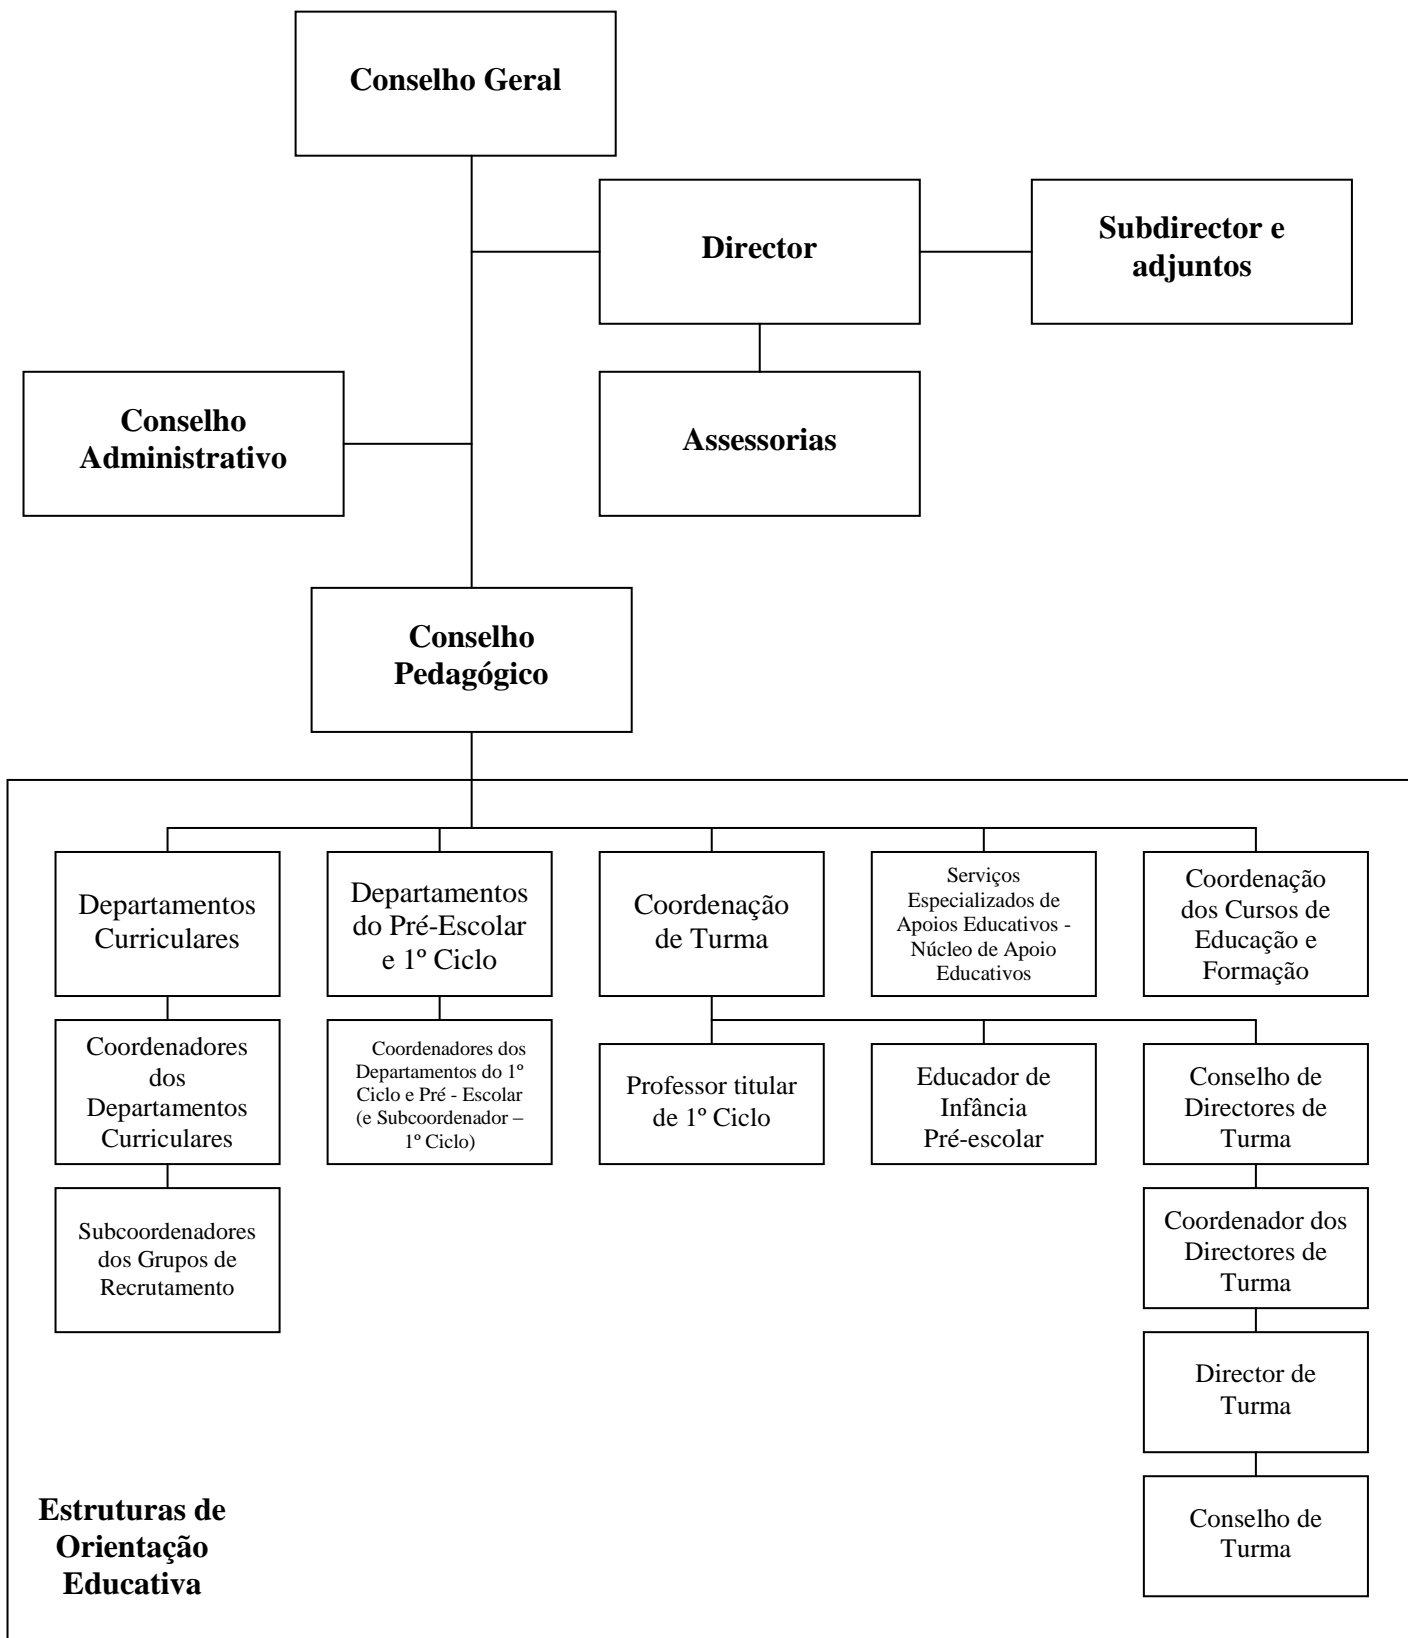 Conselho Geral
Director
Subdirector e
adjuntos
Conselho
Administrativo
Assessorias
Conselho
Pedagógico
Departamentos
Curriculares
Departamentos
do Pré-Escolar
e 1º Ciclo
Coordenação
de Turma
Serviços
Especializados de
Apoios Educativos -
Núcleo de Apoio
Educativos
Coordenação
dos Cursos de
Educação e
Formação
Coordenadores
dos
Departamentos
Curriculares
Coordenadores dos
Departamentos do 1º
Ciclo e Pré - Escolar
(e Subcoordenador –
1º Ciclo)
Professor titular
de 1º Ciclo
Educador de
Infância
Pré-escolar
Conselho de
Directores de
Turma
Subcoordenadores
dos Grupos de
Recrutamento
Coordenador dos
Directores de
Turma
Director de
Turma
Conselho de
Turma
Estruturas de
Orientação
Educativa